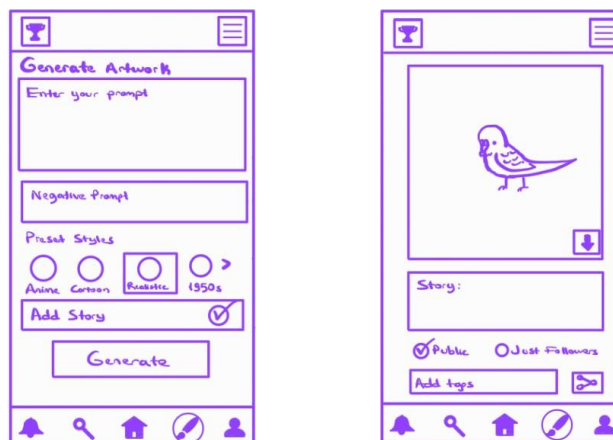 Generate Artwork
Enter your prompt
Negative Prompt
Preset Styles
Anime Cartoon Realistic 1950s >
Add Story
Generate
Story:
Public Just Followers
Add tags